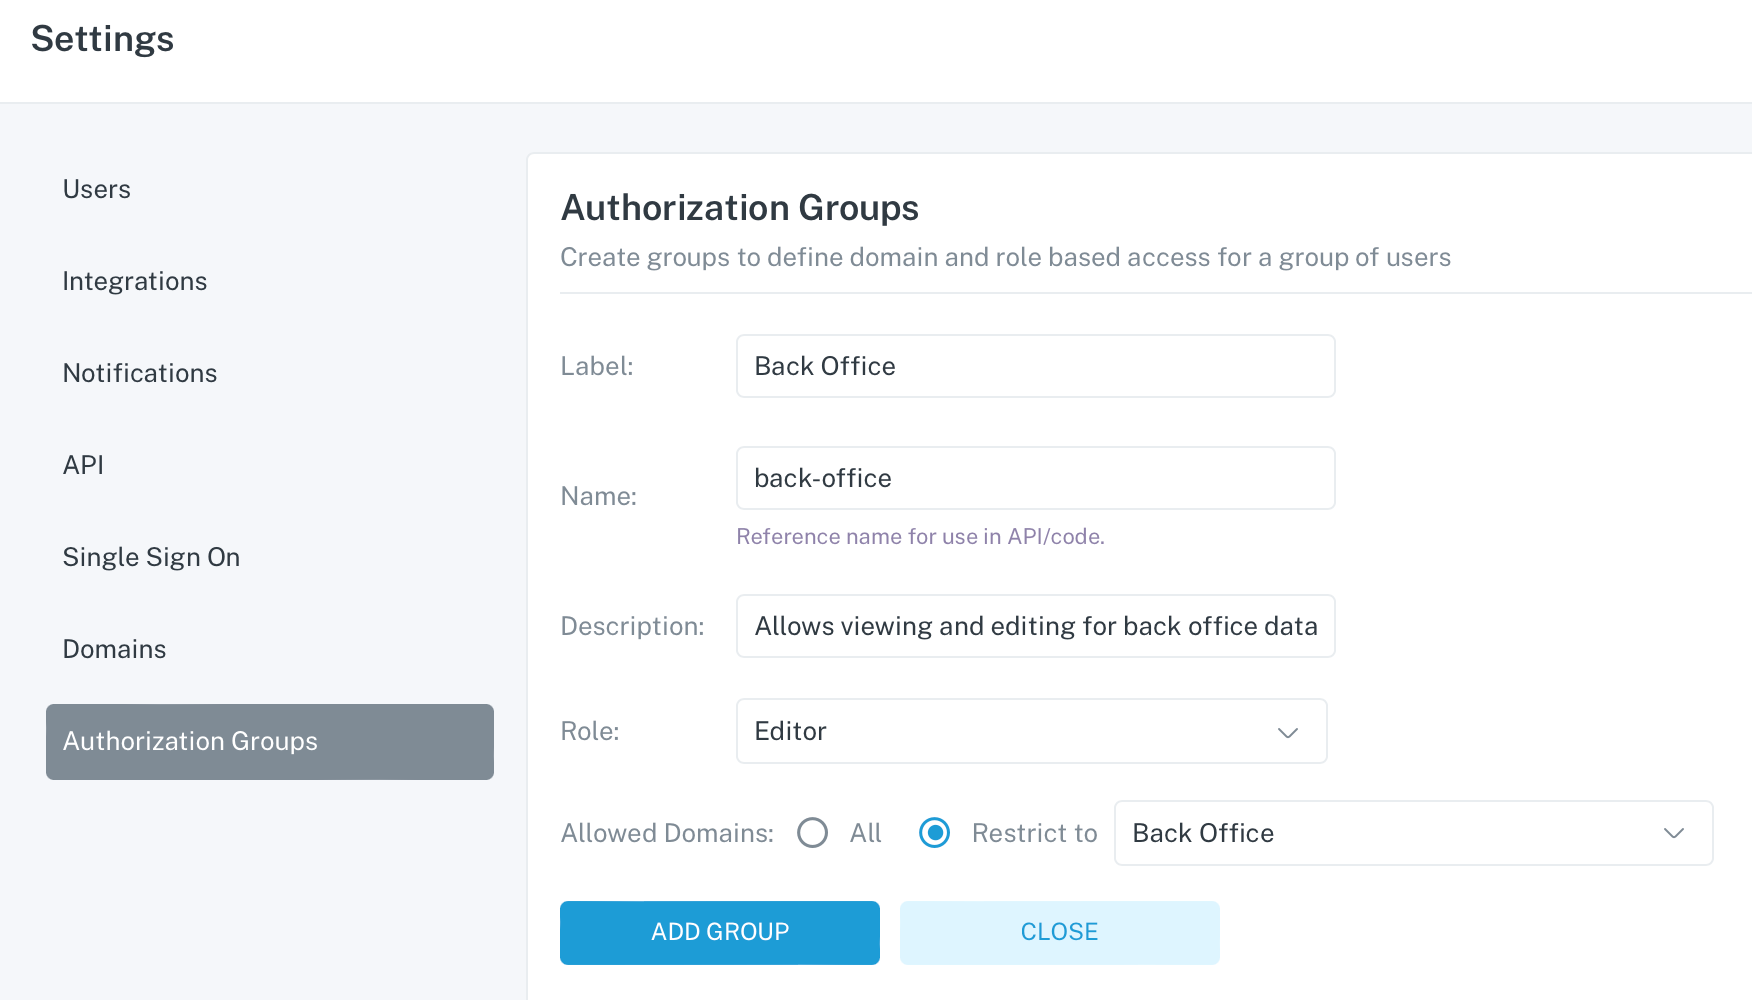 Settings
Users
Integrations
Notifications
API
Single Sign On
Domains
Authorization Groups
Authorization Groups
Create groups to define domain and role based access for a group of users
Label: Back Office
Name: back-office
Reference name for use in API/code.
Description: Allows viewing and editing for back office data
Role: Editor
Allowed Domains: All Restrict to Back Office
ADD GROUP CLOSE